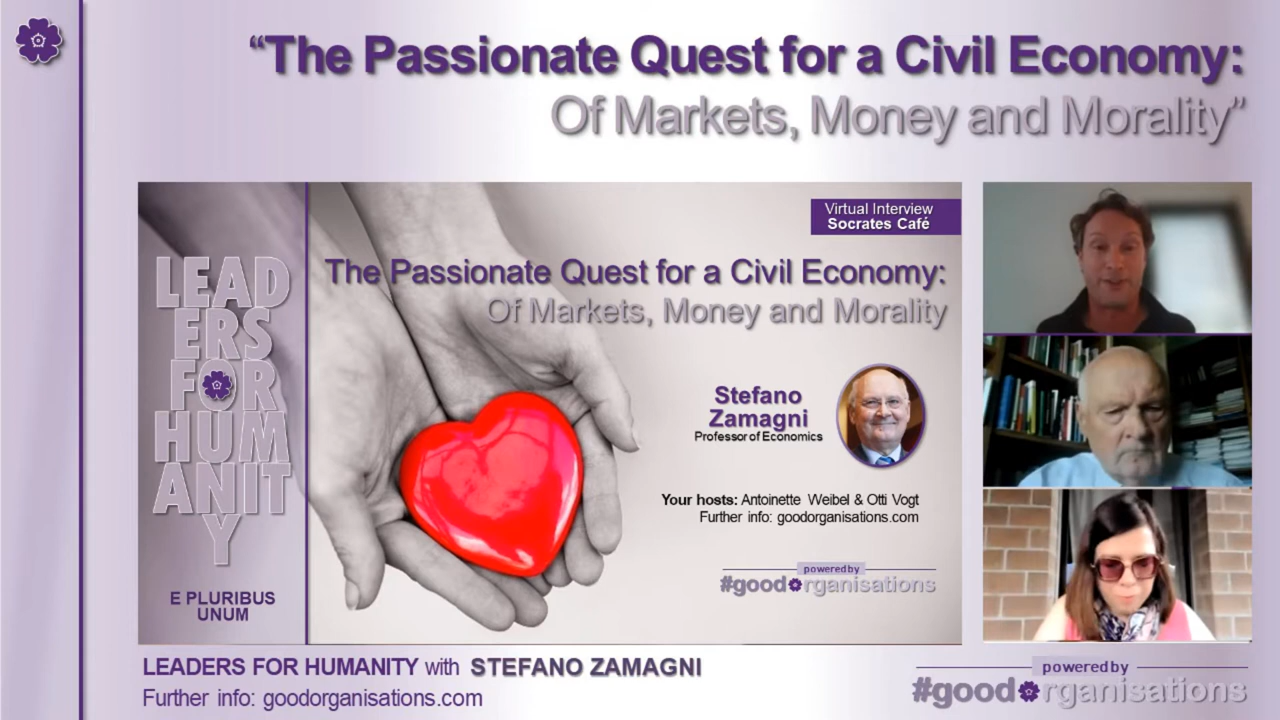 “The Passionate Quest for a Civil Economy:
Of Markets, Money and Morality”
Virtual Interview
Socrates Café
The Passionate Quest for a Civil Economy:
Of Markets, Money and Morality
LEAD
ERS
FOR
HUM
ANIT
Y
E PLURIBUS
UNUM
Stefano
Zamagni
Professor of Economics
Your hosts: Antoinette Weibel & Otti Vogt
Further info: goodorganisations.com
powered by
#goodorganisations
LEADERS FOR HUMANITY with STEFANO ZAMAGNI
Further info: goodorganisations.com
powered by
#goodorganisations